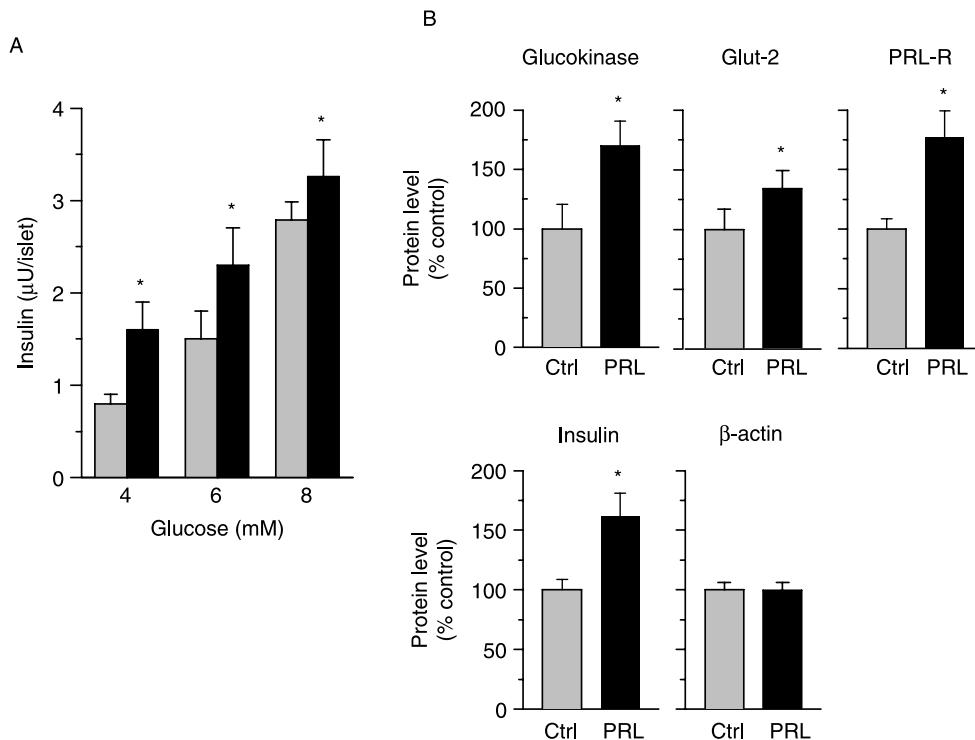 A
Insulin (μU/islet)
4
3
2
1
0
*
*
*
4 6 8
Glucose (mM)
B
Glucokinase Glut-2 PRL-R
Protein level
(% control)
200
150
100
50
0
*
*
*
Ctrl PRL Ctrl PRL Ctrl PRL
Insulin β-actin
Protein level
(% control)
200
150
100
50
0
*
Ctrl PRL Ctrl PRL